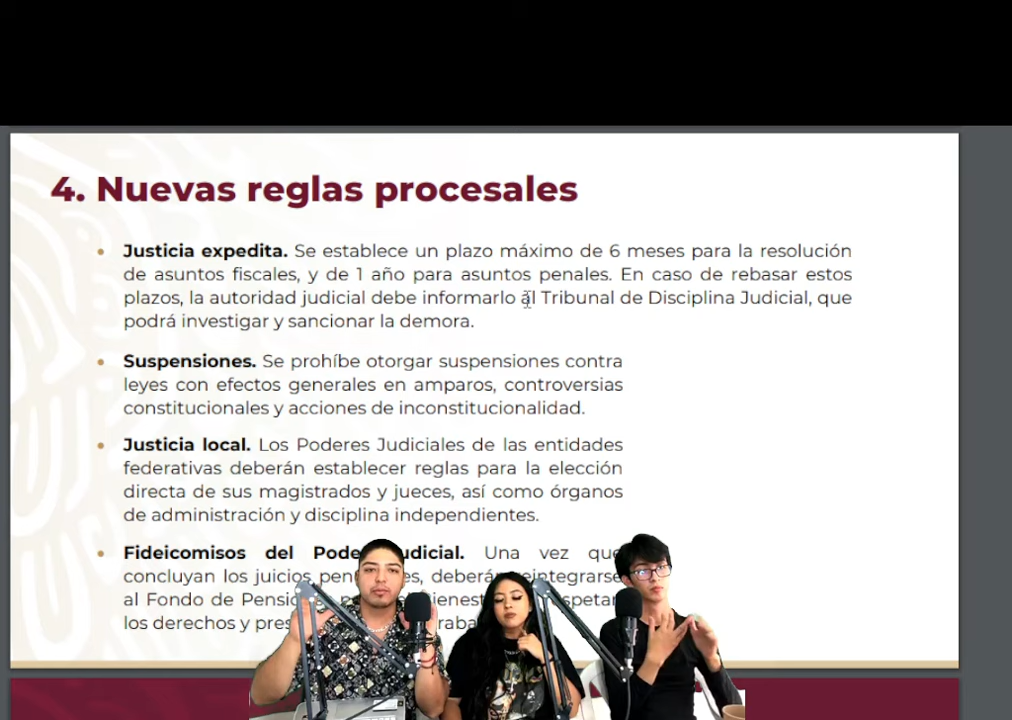 4. Nuevas reglas procesales
Justicia expedita. Se establece un plazo máximo de 6 meses para la resolución
de asuntos fiscales, y de 1 año para asuntos penales. En caso de rebasar estos
plazos, la autoridad judicial debe informarlo al Tribunal de Disciplina Judicial, que
podrá investigar y sancionar la demora.
Suspensiones. Se prohíbe otorgar suspensiones contra
leyes con efectos generales en amparos, controversias
constitucionales y acciones de inconstitucionalidad.
Justicia local. Los Poderes Judiciales de las entidades
federativas deberán establecer reglas para la elección
directa de sus magistrados y jueces, así como órganos
de administración y disciplina independientes.
Fideicomisos del Poder Judicial. Una vez que
concluyan los juicios deberán reintegrarse
al Fondo de
los derechos y